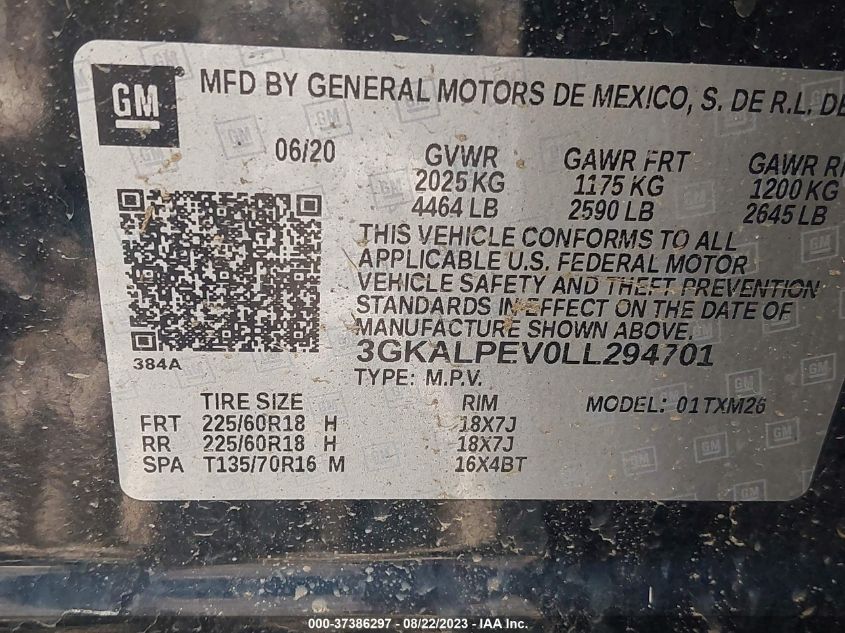 GM
MFD BY GENERAL MOTORS DE MEXICO, S. DE R.L. DE
06/20
GVWR GAWR FRT GAWR
2025 KG 1175 KG 1200 KG
4464 LB 2590 LB 2645 LB
THIS VEHICLE CONFORMS TO ALL
APPLICABLE U.S. FEDERAL MOTOR
VEHICLE SAFETY AND THEFT PREVENTION
STANDARDS IN EFFECT ON THE DATE OF
MANUFACTURE SHOWN ABOVE.
3GKALPEV0LL294701
384A
TYPE: M.P.V.
TIRE SIZE RIM MODEL: 01TXM26
FRT 225/60R18 H 18X7J
RR 225/60R18 H 18X7J
SPA T135/70R16 M 16X4BT
000-37386297 - 08/22/2023 - IAA Inc.